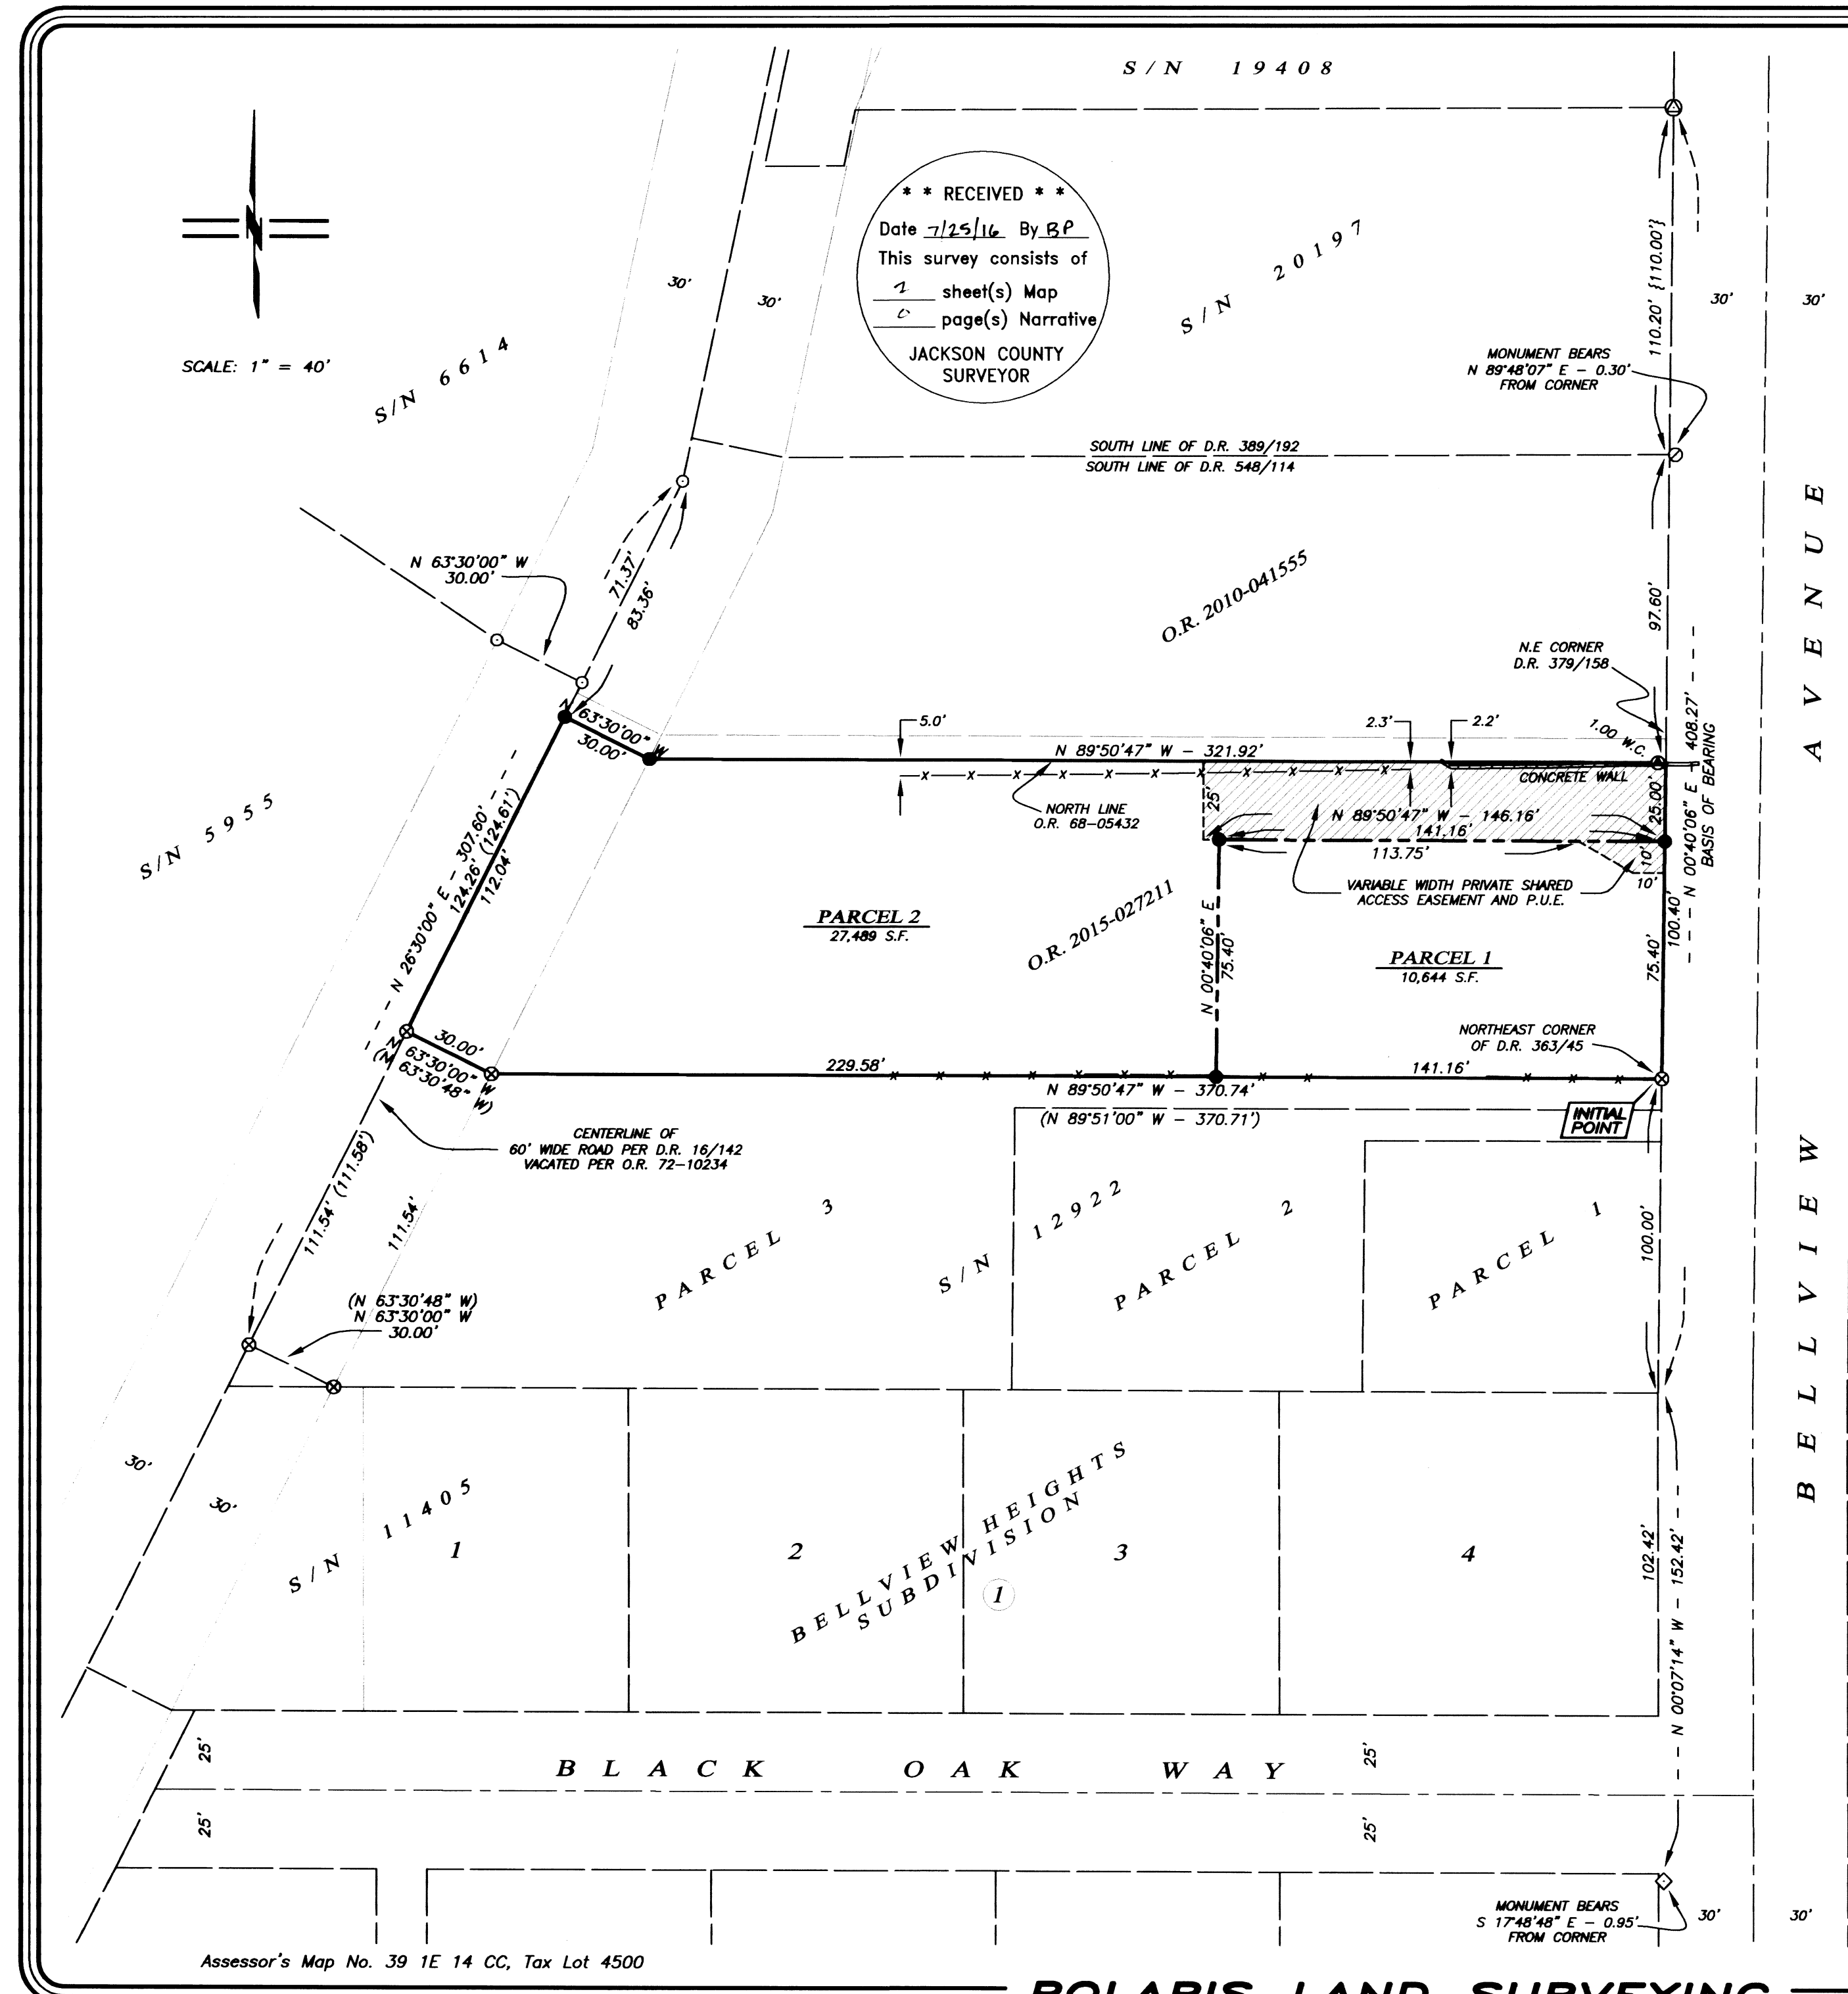 S/N 19408
N
SCALE: 1" = 40'
* * RECEIVED * *
Date 7/25/16 By BP
This survey consists of
2 sheet(s) Map
0 page(s) Narrative
JACKSON COUNTY
SURVEYOR
S/N 6614
30'
30'
S/N 20197
110.20' {110.00'}
30'
30'
MONUMENT BEARS
N 89°48'07" E - 0.30'
FROM CORNER
SOUTH LINE OF D.R. 389/192
SOUTH LINE OF D.R. 548/114
BELLVIEW AVENUE
N 63°30'00" W
30.00'
71.37'
83.36'
O.R. 2010-041555
97.60'
N.E CORNER
D.R. 379/158
N 63°30'00" W
30.00'
5.0'
2.3'
2.2'
1.00 W.C.
N 00°40'06" E - 408.27'
BASIS OF BEARING
N 89°50'47" W - 321.92'
CONCRETE WALL
NORTH LINE
O.R. 68-05432
25'
25.00'
N 89°50'47" W - 146.16'
141.16'
113.75'
10'
10'
VARIABLE WIDTH PRIVATE SHARED
ACCESS EASEMENT AND P.U.E.
S/N 5955
N 26°30'00" E - 307.60'
124.26' (124.61')
112.04'
PARCEL 2
27,489 S.F.
O.R. 2015-027211
N 00°40'06" E
75.40'
PARCEL 1
10,644 S.F.
75.40'
100.40'
30.00'
N 63°30'00" W
(N 63°30'48" W)
NORTHEAST CORNER
OF D.R. 363/45
229.58'
141.16'
N 89°50'47" W - 370.74'
(N 89°51'00" W - 370.71')
INITIAL
POINT
CENTERLINE OF
60' WIDE ROAD PER D.R. 16/142
VACATED PER O.R. 72-10234
111.54' (111.58')
111.54'
PARCEL 3
S/N 12922
PARCEL 2
PARCEL 1
100.00'
(N 63°30'48" W)
N 63°30'00" W
30.00'
30'
30'
S/N 11405
1
2
3
4
BELLVIEW HEIGHTS
SUBDIVISION
1
102.42'
N 00°07'14" W - 152.42'
25'
25'
BLACK OAK WAY
25'
25'
MONUMENT BEARS
S 17°48'48" E - 0.95'
FROM CORNER
30'
30'
Assessor's Map No. 39 1E 14 CC, Tax Lot 4500
POLARIS LAND SURVEYING